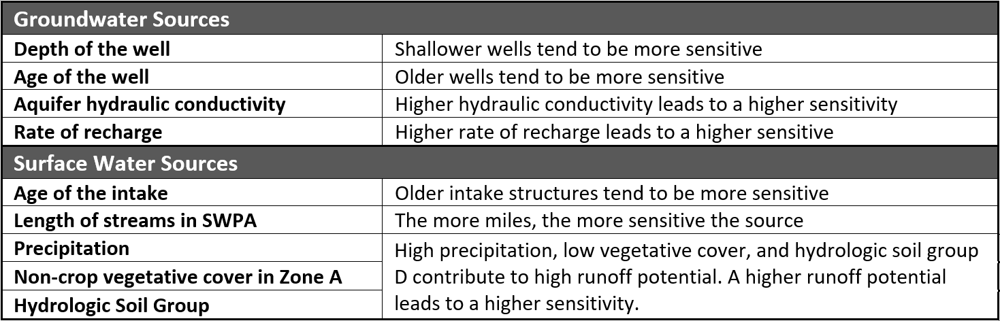 Groundwater Sources
Depth of the well Shallower wells tend to be more sensitive
Age of the well Older wells tend to be more sensitive
Aquifer hydraulic conductivity Higher hydraulic conductivity leads to a higher sensitivity
Rate of recharge Higher rate of recharge leads to a higher sensitive
Surface Water Sources
Age of the intake Older intake structures tend to be more sensitive
Length of streams in SWPA The more miles, the more sensitive the source
Precipitation
Non-crop vegetative cover in Zone A
Hydrologic Soil Group
High precipitation, low vegetative cover, and hydrologic soil group
D contribute to high runoff potential. A higher runoff potential
leads to a higher sensitivity.